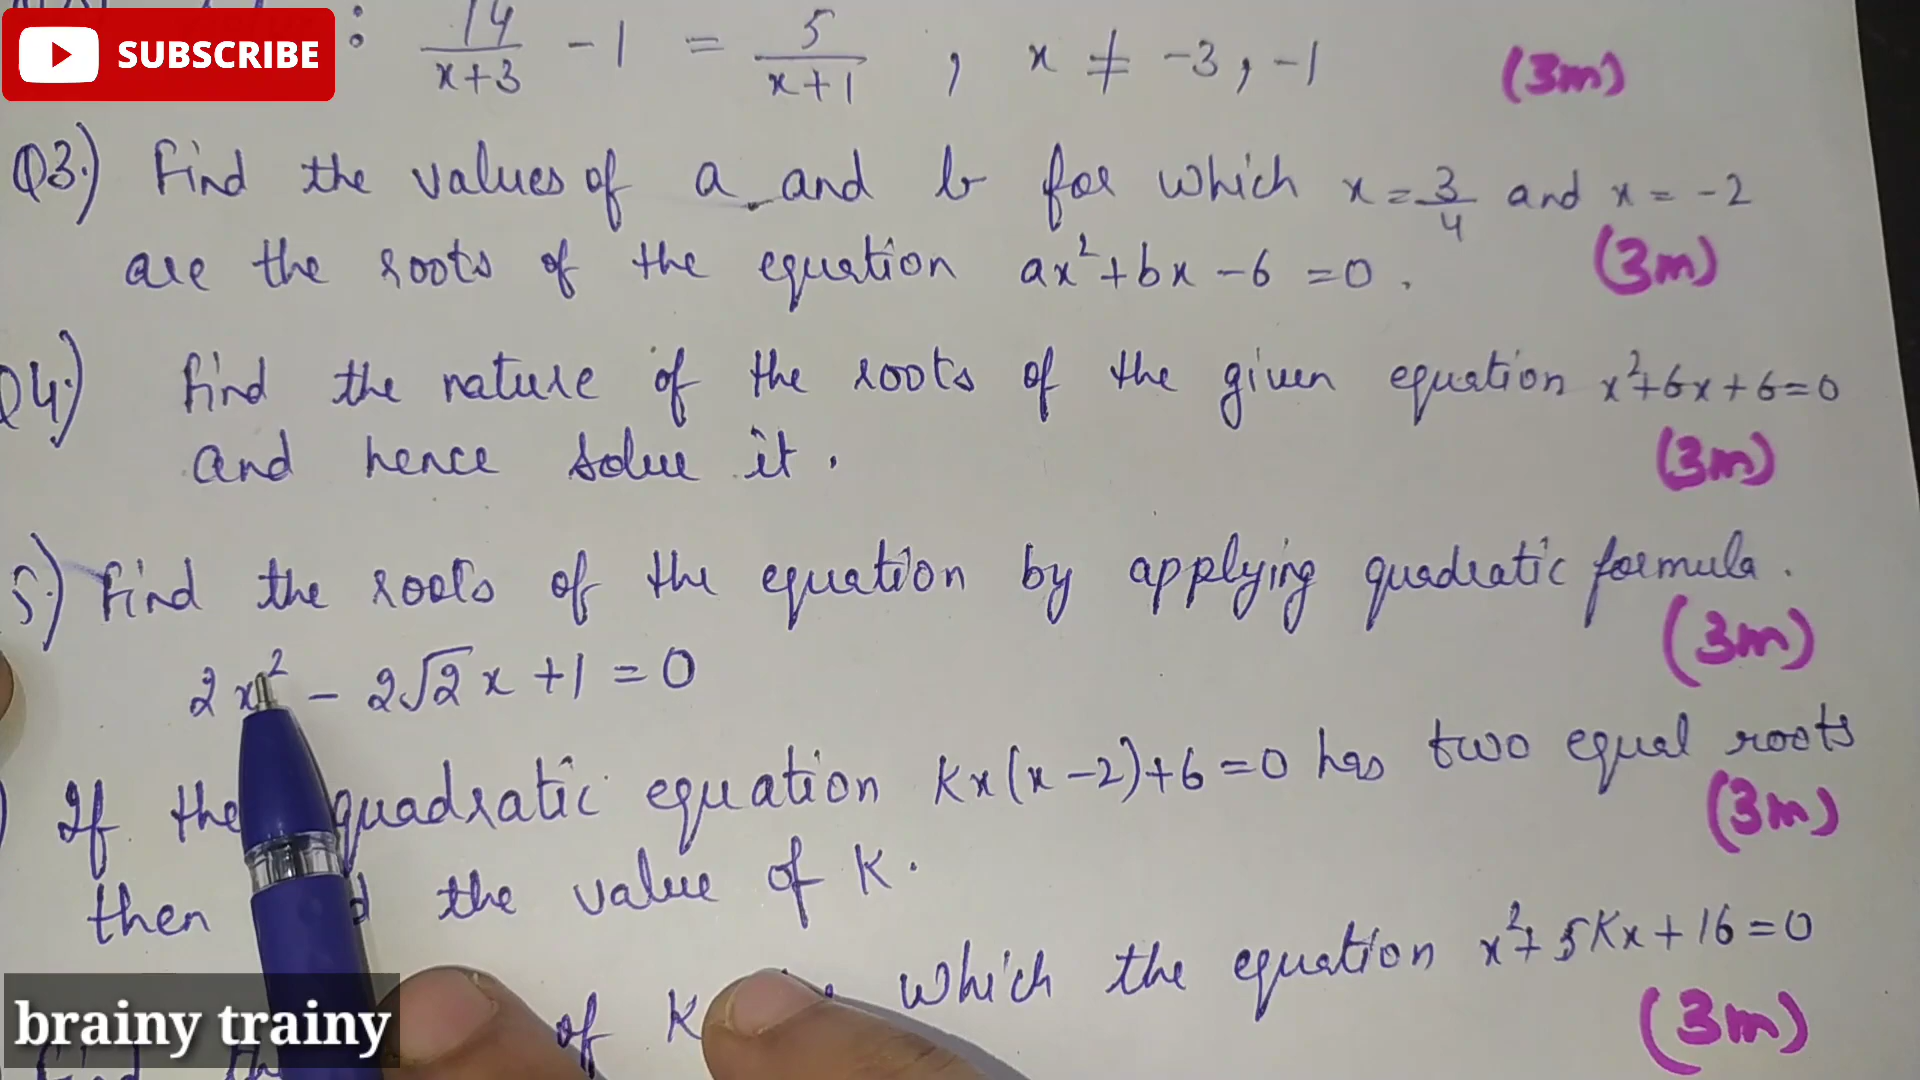 SUBSCRIBE
: 14/x+3 - 1 = 5/x+1 , x ≠ -3, -1 (3m)
Q3.) Find the values of a and b for which x = 3/4 and x = -2
are the roots of the equation ax²+bx-6=0. (3m)
Q4.) Find the nature of the roots of the given equation x²+6x+6=0
and hence solve it. (3m)
5.) Find the roots of the equation by applying quadratic formula.
2x² - 2√2x + 1 = 0 (3m)
If the quadratic equation Kx(x-2)+6=0 has two equal roots
then the value of K. (3m)
of K which the equation x²+5Kx+16=0
(3m)
brainy trainy